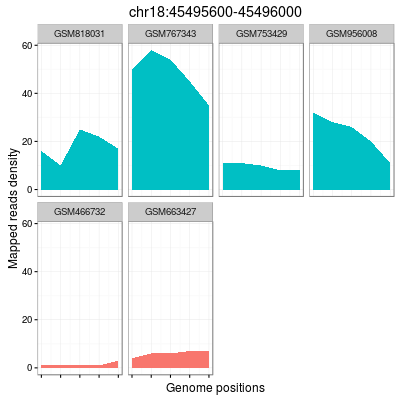 chr18:45495600-45496000
GSM818031 GSM767343 GSM753429 GSM956008
60
40
20
0
GSM466732 GSM663427
60
40
20
0
Mapped reads density
Genome positions